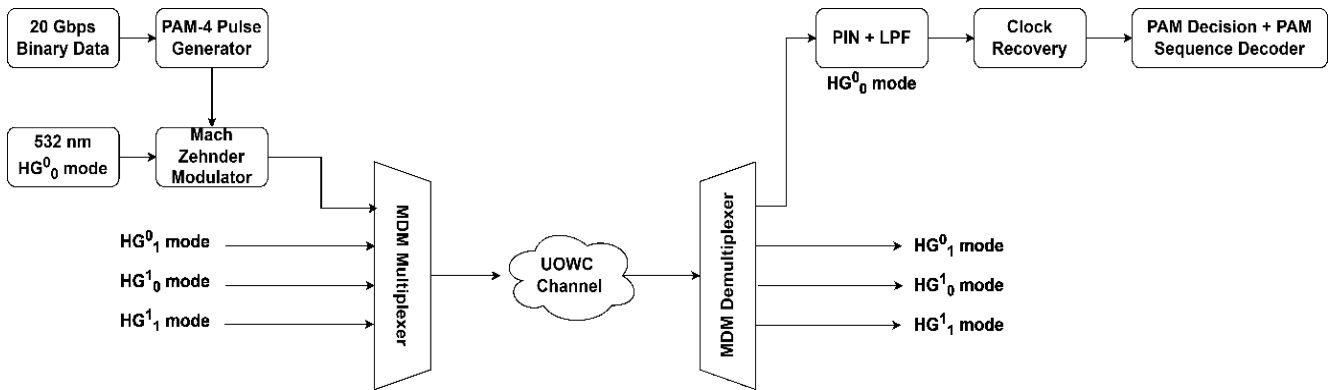 20 Gbps
Binary Data
PAM-4 Pulse
Generator
532 nm
HG⁰₀ mode
Mach
Zehnder
Modulator
HG⁰₁ mode
HG¹₀ mode
HG¹₁ mode
MDM Multiplexer
UOWC
Channel
MDM Demultiplexer
PIN + LPF
HG⁰₀ mode
Clock
Recovery
PAM Decision + PAM
Sequence Decoder
HG⁰₁ mode
HG¹₀ mode
HG¹₁ mode